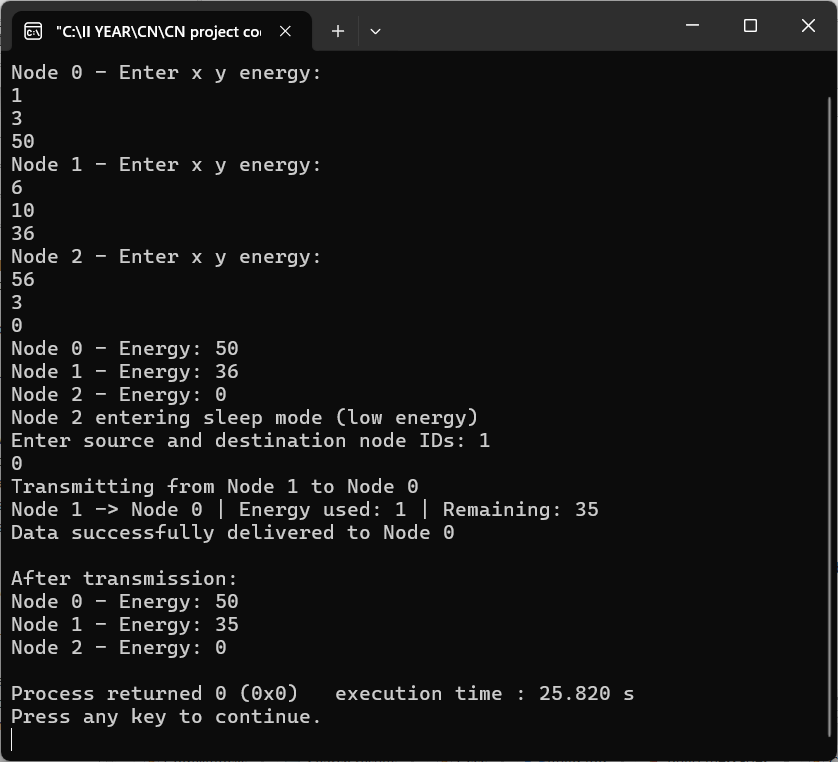 "C:\II YEAR\CN\CN project co
Node 0 - Enter x y energy:
1
3
50
Node 1 - Enter x y energy:
6
10
36
Node 2 - Enter x y energy:
56
3
0
Node 0 - Energy: 50
Node 1 - Energy: 36
Node 2 - Energy: 0
Node 2 entering sleep mode (low energy)
Enter source and destination node IDs: 1
0
Transmitting from Node 1 to Node 0
Node 1 -> Node 0 | Energy used: 1 | Remaining: 35
Data successfully delivered to Node 0
After transmission:
Node 0 - Energy: 50
Node 1 - Energy: 35
Node 2 - Energy: 0
Process returned 0 (0x0)   execution time : 25.820 s
Press any key to continue.